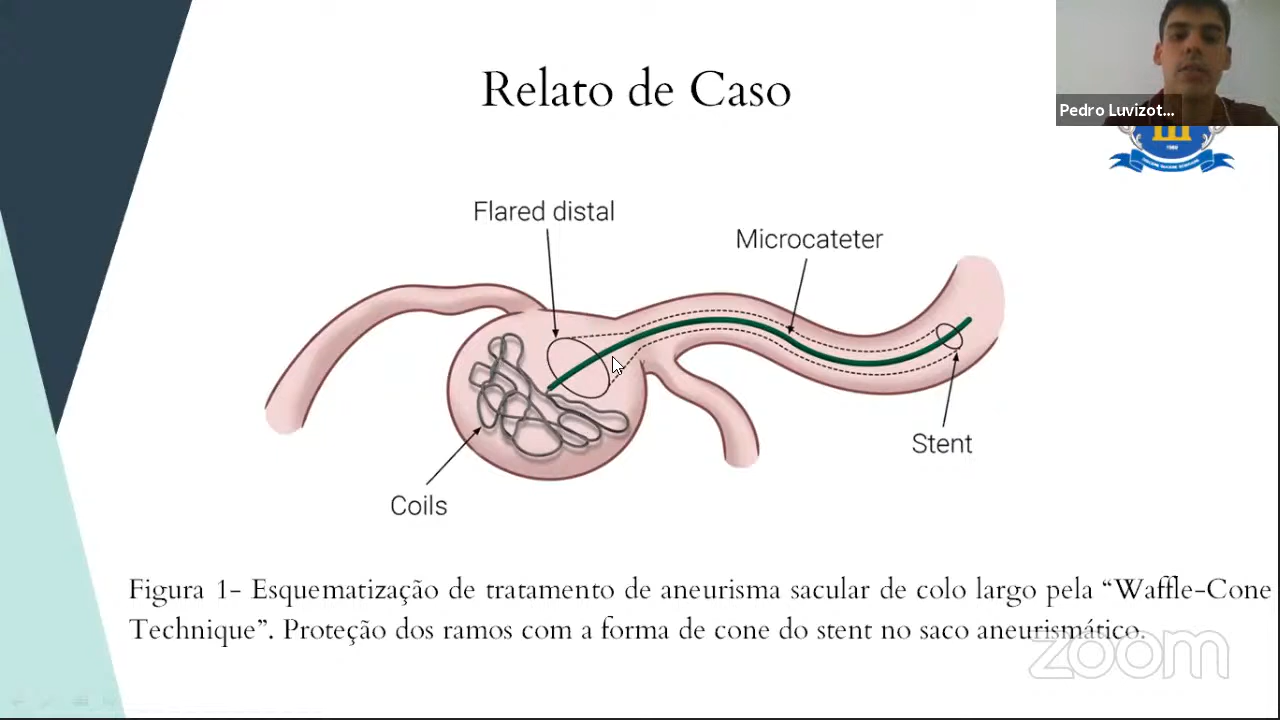 Relato de Caso
Pedro Luvizot...
1989
Flared distal
Microcateter
Stent
Coils
Figura 1- Esquematização de tratamento de aneurisma sacular de colo largo pela “Waffle-Cone
Technique”. Proteção dos ramos com a forma de cone do stent no saco aneurismático.
zoom